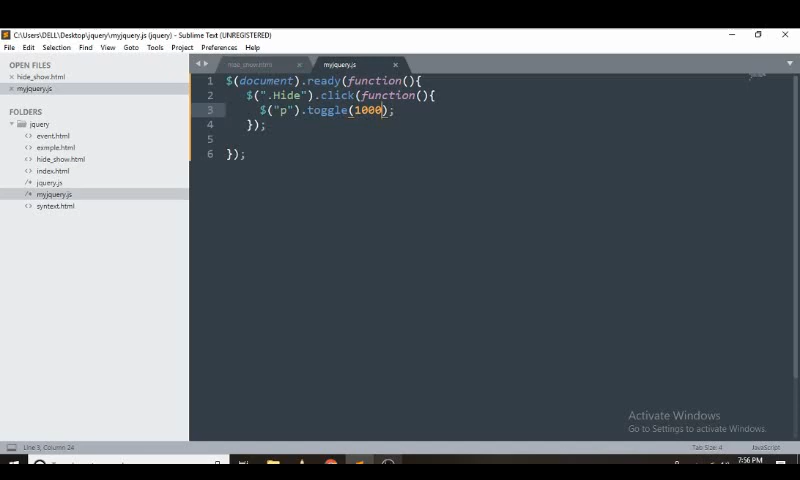 C:\Users\DELL\Desktop\jquery\myjquery.js (jquery) - Sublime Text (UNREGISTERED)
File Edit Selection Find View Goto Tools Project Preferences Help
OPEN FILES
hide_show.html
myjquery.js
FOLDERS
jquery
event.html
exmple.html
hide_show.html
index.html
jquery.js
myjquery.js
syntext.html
hide_show.html
myjquery.js
1 $(document).ready(function(){
2 $(".Hide").click(function(){
3 $("p").toggle(1000);
4 });
5
6 });
Activate Windows
Go to Settings to activate Windows.
Line 3, Column 24
Tab Size: 4
JavaScript
7:56 PM